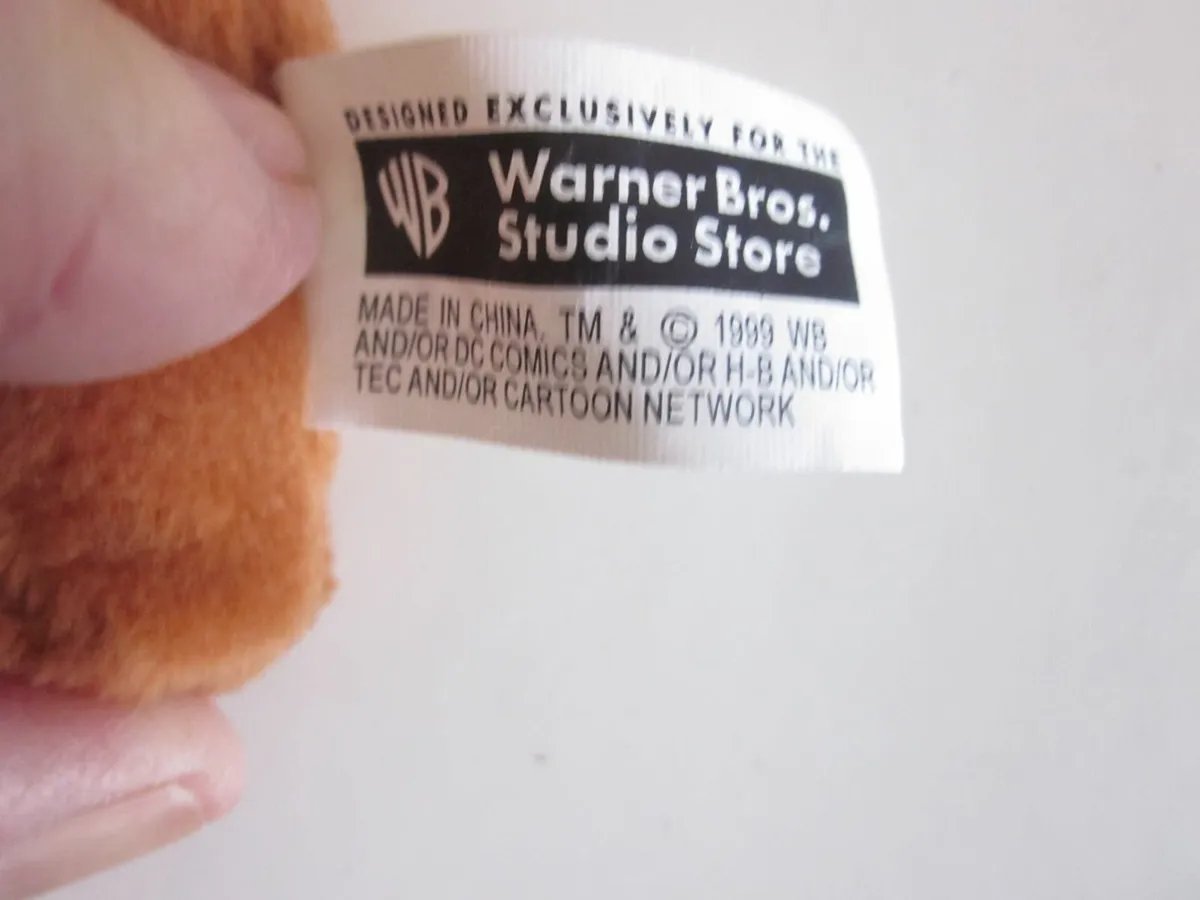 DESIGNED EXCLUSIVELY FOR THE
WB
Warner Bros.
Studio Store
MADE IN CHINA. TM & © 1999 WB
AND/OR DC COMICS AND/OR H-B AND/OR
TEC AND/OR CARTOON NETWORK